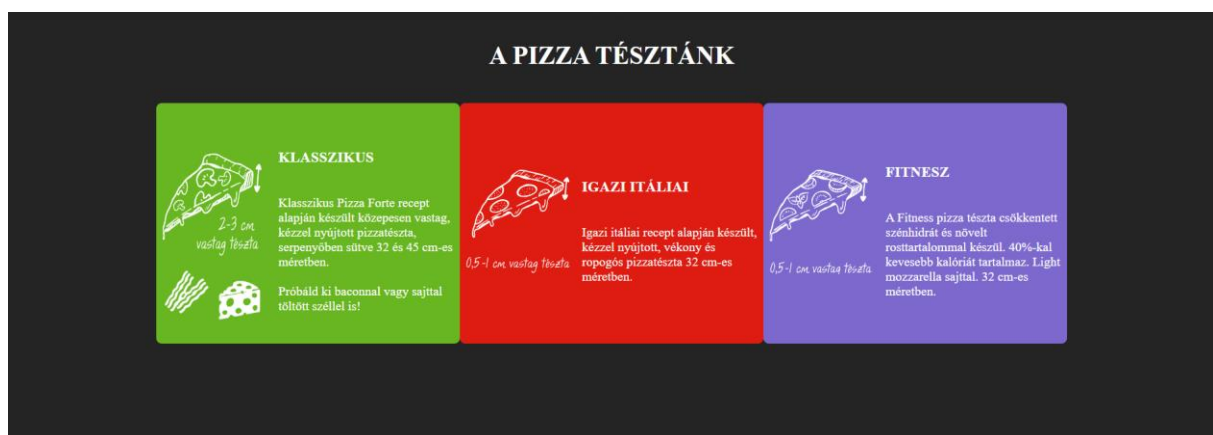 A PIZZA TÉSZTÁNK
KLASSZIKUS
Klasszikus Pizza Forte recept
alapján készült közepesen vastag,
kézzel nyújtott pizzatészta,
serpenyőben sütve 32 és 45 cm-es
méretben.
Próbáld ki baconnal vagy sajttal
töltött széllel is!
2-3 cm
vastag tészta
IGAZI ITÁLIAI
Igazi itáliai recept alapján készült,
kézzel nyújtott, vékony és
ropogós pizzatészta 32 cm-es
méretben.
0,5-1 cm vastag tészta
FITNESZ
A Fitness pizza tészta csökkentett
szénhidrát és növelt
rosttartalommal készül. 40%-kal
kevesebb kalóriát tartalmaz. Light
mozzarella sajttal. 32 cm-es
méretben.
0,5-1 cm vastag tészta